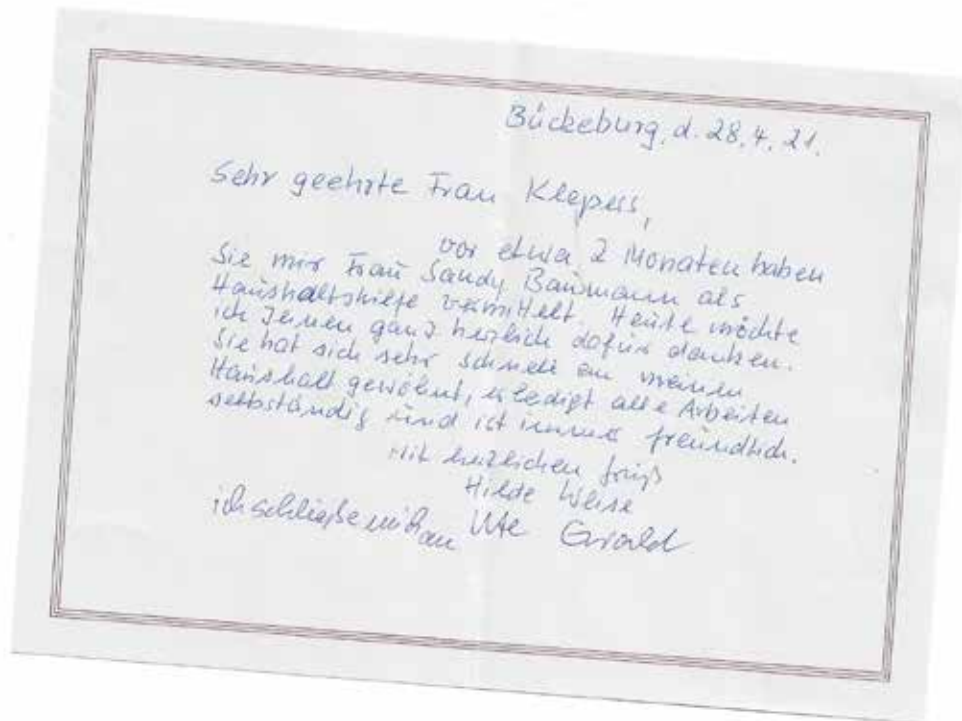 Bückeburg, d. 28.4.21.
Sehr geehrte Frau
vor etwa 2 Monaten haben
Sie mir Frau Sandy Baumann als
Haushaltshilfe vermittelt. Heute möchte
ich Ihnen ganz herzlich dafür danken.
Sie hat sich sehr schnell an meinen
Haushalt gewöhnt, erledigt alle Arbeiten
selbständig und ist immer freundlich.
Mit herzlichen Gruß
Hilde Weise
ich schließe mich an Ute